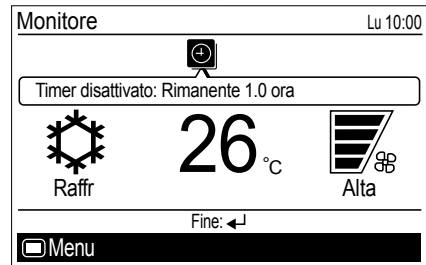 Monitore Lu 10:00
Timer disattivato: Rimanente 1.0 ora
26 °C
Raffr Alta
Fine:
Menu